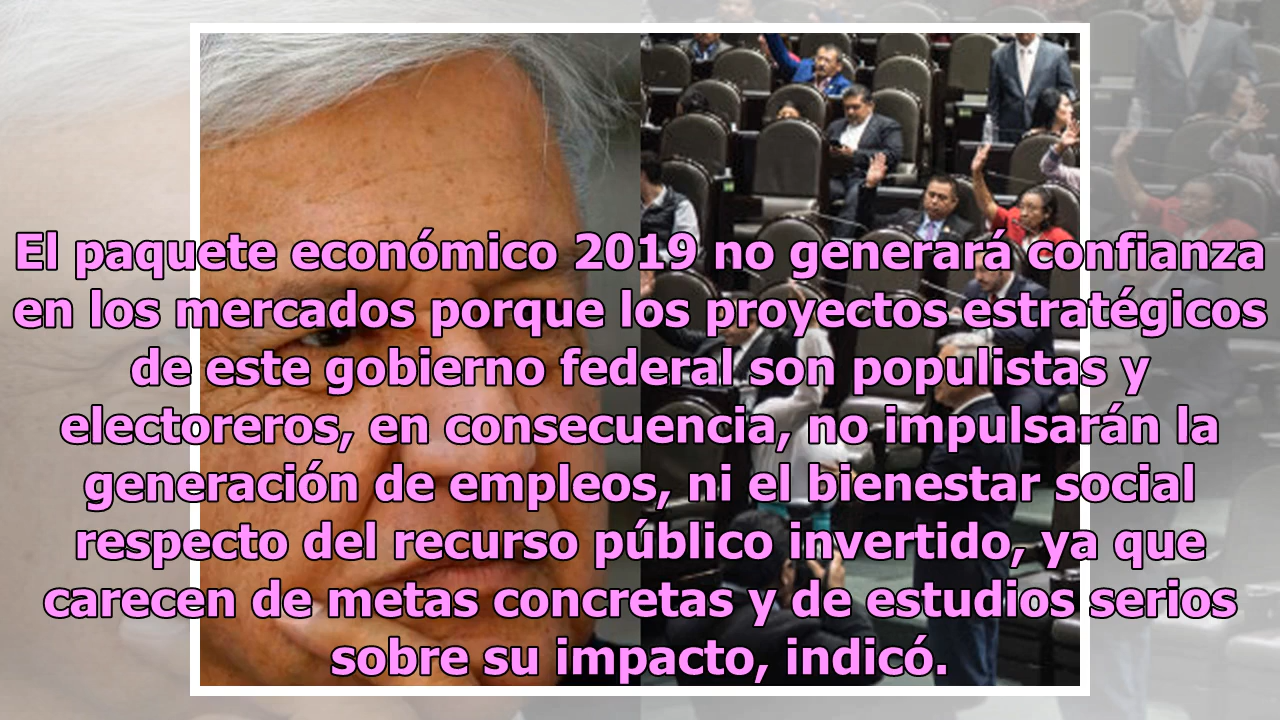 El paquete económico 2019 no generará confianza
en los mercados porque los proyectos estratégicos
de este gobierno federal son populistas y
electoreros, en consecuencia, no impulsarán la
generación de empleos, ni el bienestar social
respecto del recurso público invertido, ya que
carecen de metas concretas y de estudios serios
sobre su impacto, indicó.